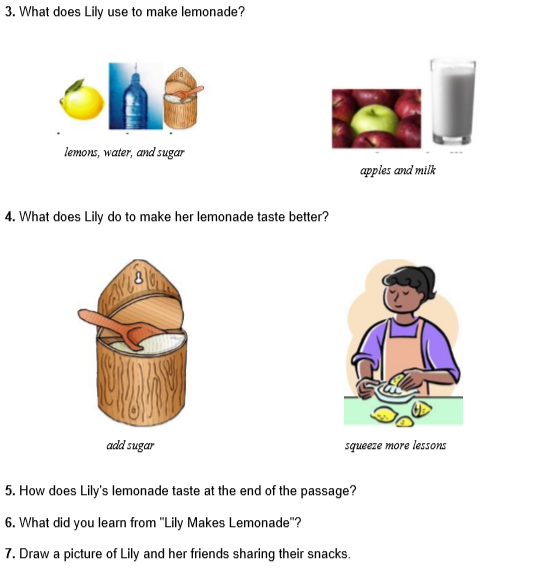 3. What does Lily use to make lemonade?
lemons, water, and sugar
apples and milk
4. What does Lily do to make her lemonade taste better?
add sugar
squeeze more lessons
5. How does Lily's lemonade taste at the end of the passage?
6. What did you learn from "Lily Makes Lemonade"?
7. Draw a picture of Lily and her friends sharing their snacks.